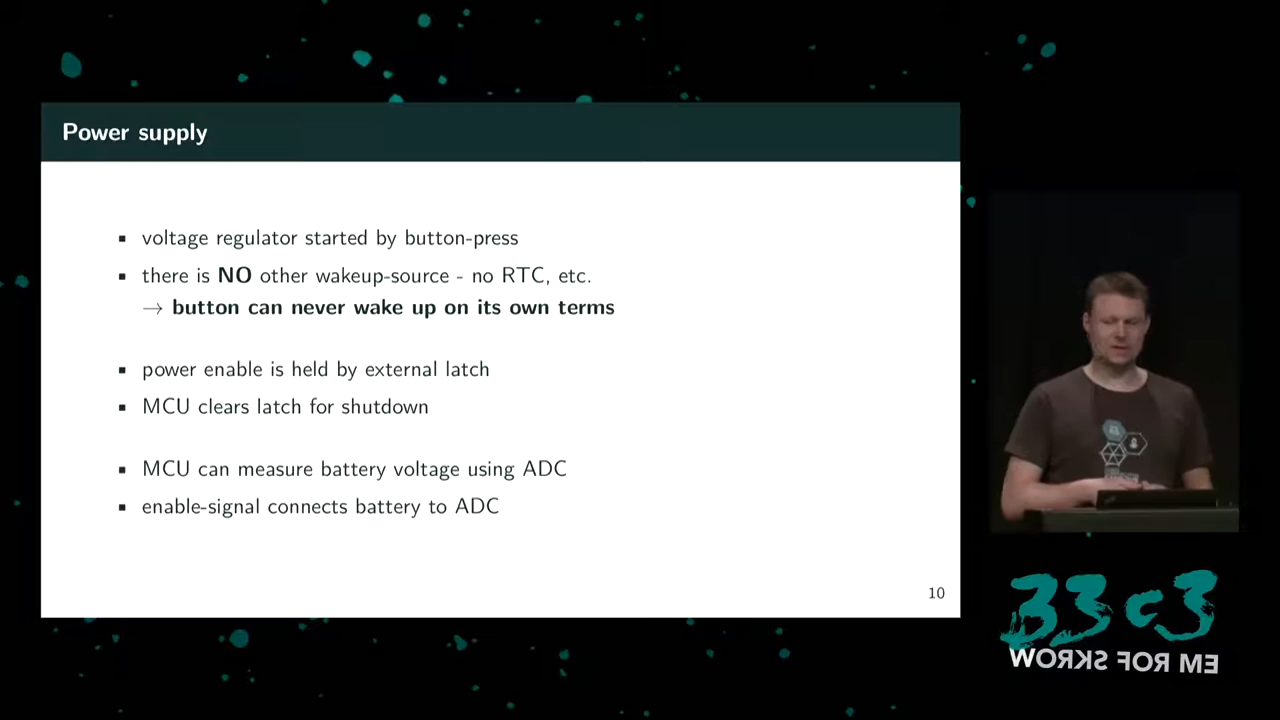 Power supply
▪ voltage regulator started by button-press
▪ there is NO other wakeup-source - no RTC, etc.
→ button can never wake up on its own terms
▪ power enable is held by external latch
▪ MCU clears latch for shutdown
▪ MCU can measure battery voltage using ADC
▪ enable-signal connects battery to ADC
10
33c3
WORKS FOR ME